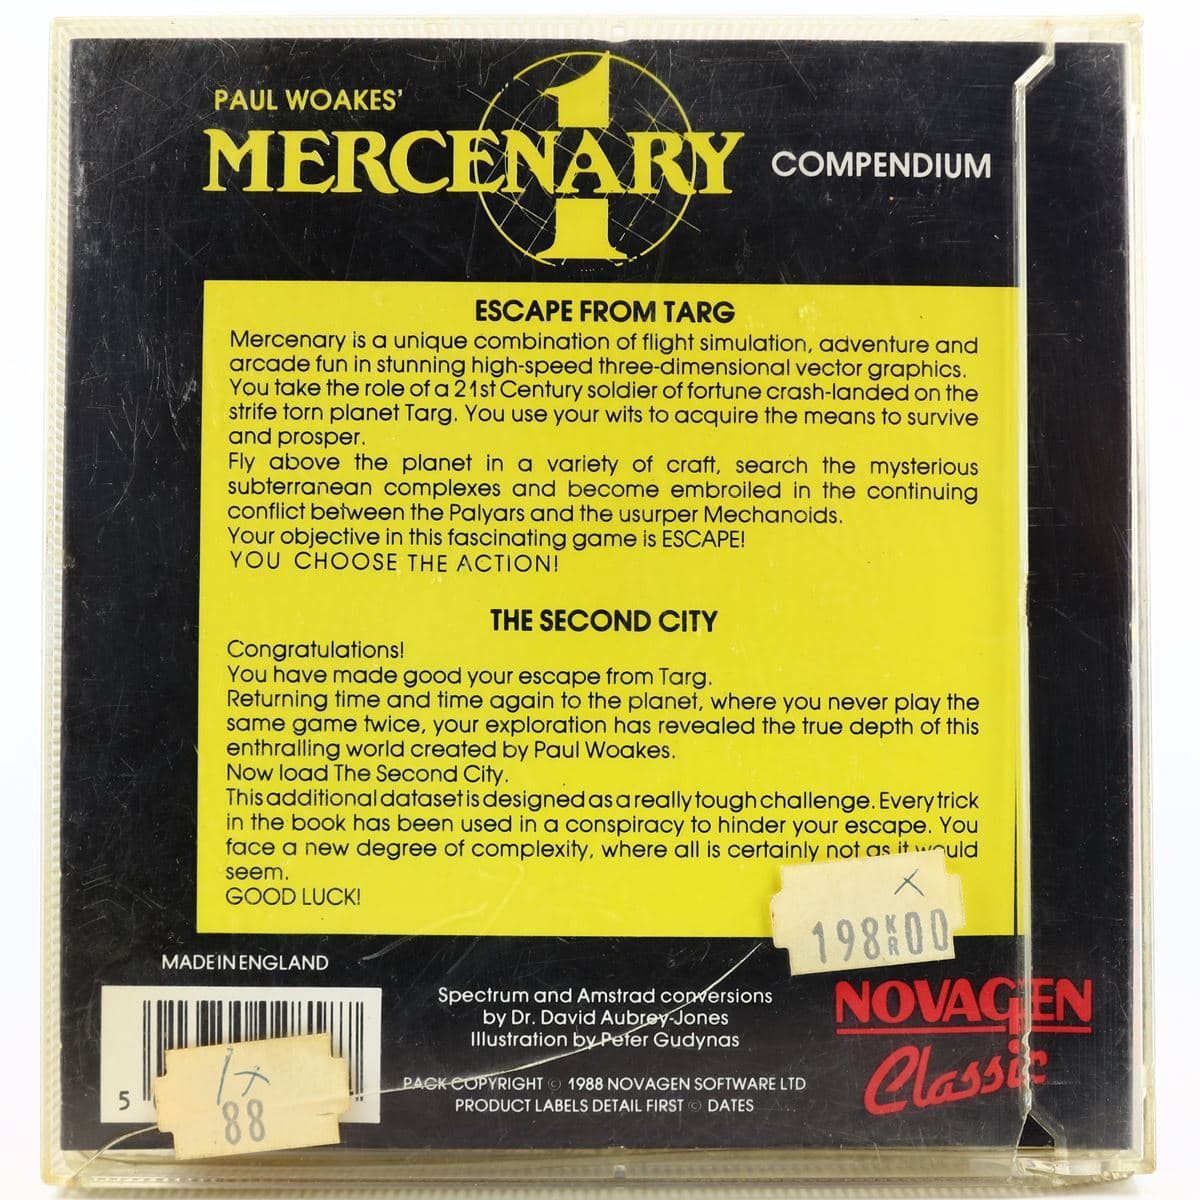 PAUL WOAKES'
MERCENARY 1 COMPENDIUM
ESCAPE FROM TARG
Mercenary is a unique combination of flight simulation, adventure and
arcade fun in stunning high-speed three-dimensional vector graphics.
You take the role of a 21st Century soldier of fortune crash-landed on the
strife torn planet Targ. You use your wits to acquire the means to survive
and prosper.
Fly above the planet in a variety of craft, search the mysterious
subterranean complexes and become embroiled in the continuing
conflict between the Palyars and the usurper Mechanoids.
Your objective in this fascinating game is ESCAPE!
YOU CHOOSE THE ACTION!
THE SECOND CITY
Congratulations!
You have made good your escape from Targ.
Returning time and time again to the planet, where you never play the
same game twice, your exploration has revealed the true depth of this
enthralling world created by Paul Woakes.
Now load The Second City.
This additional dataset is designed as a really tough challenge. Every trick
in the book has been used in a conspiracy to hinder your escape. You
face a new degree of complexity, where all is certainly not as it would
seem.
GOOD LUCK!
X
198KR00
MADE IN ENGLAND
Spectrum and Amstrad conversions
by Dr. David Aubrey-Jones
Illustration by Peter Gudynas
PACK COPYRIGHT © 1988 NOVAGEN SOFTWARE LTD
PRODUCT LABELS DETAIL FIRST © DATES
NOVAGEN
Classic
5
88